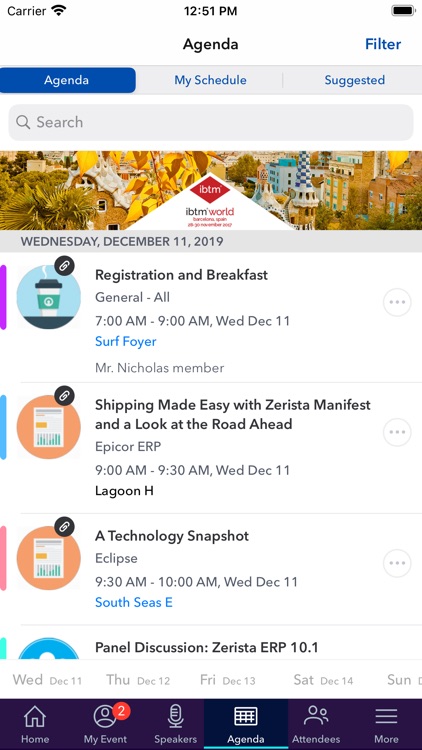 Carrier 12:51 PM
Agenda Filter
Agenda My Schedule Suggested
Search
ibtm
ibtm world
barcelona, spain
28-30 november 2017
WEDNESDAY, DECEMBER 11, 2019
Registration and Breakfast
General - All
7:00 AM - 9:00 AM, Wed Dec 11
Surf Foyer
Mr. Nicholas member
Shipping Made Easy with Zerista Manifest
and a Look at the Road Ahead
Epicor ERP
9:00 AM - 9:30 AM, Wed Dec 11
Lagoon H
A Technology Snapshot
Eclipse
9:30 AM - 10:00 AM, Wed Dec 11
South Seas E
Panel Discussion: Zerista ERP 10.1
Wed Dec 11 Thu Dec 12 Fri Dec 13 Sat Dec 14 Sun D
2
Home My Event Speakers Agenda Attendees More